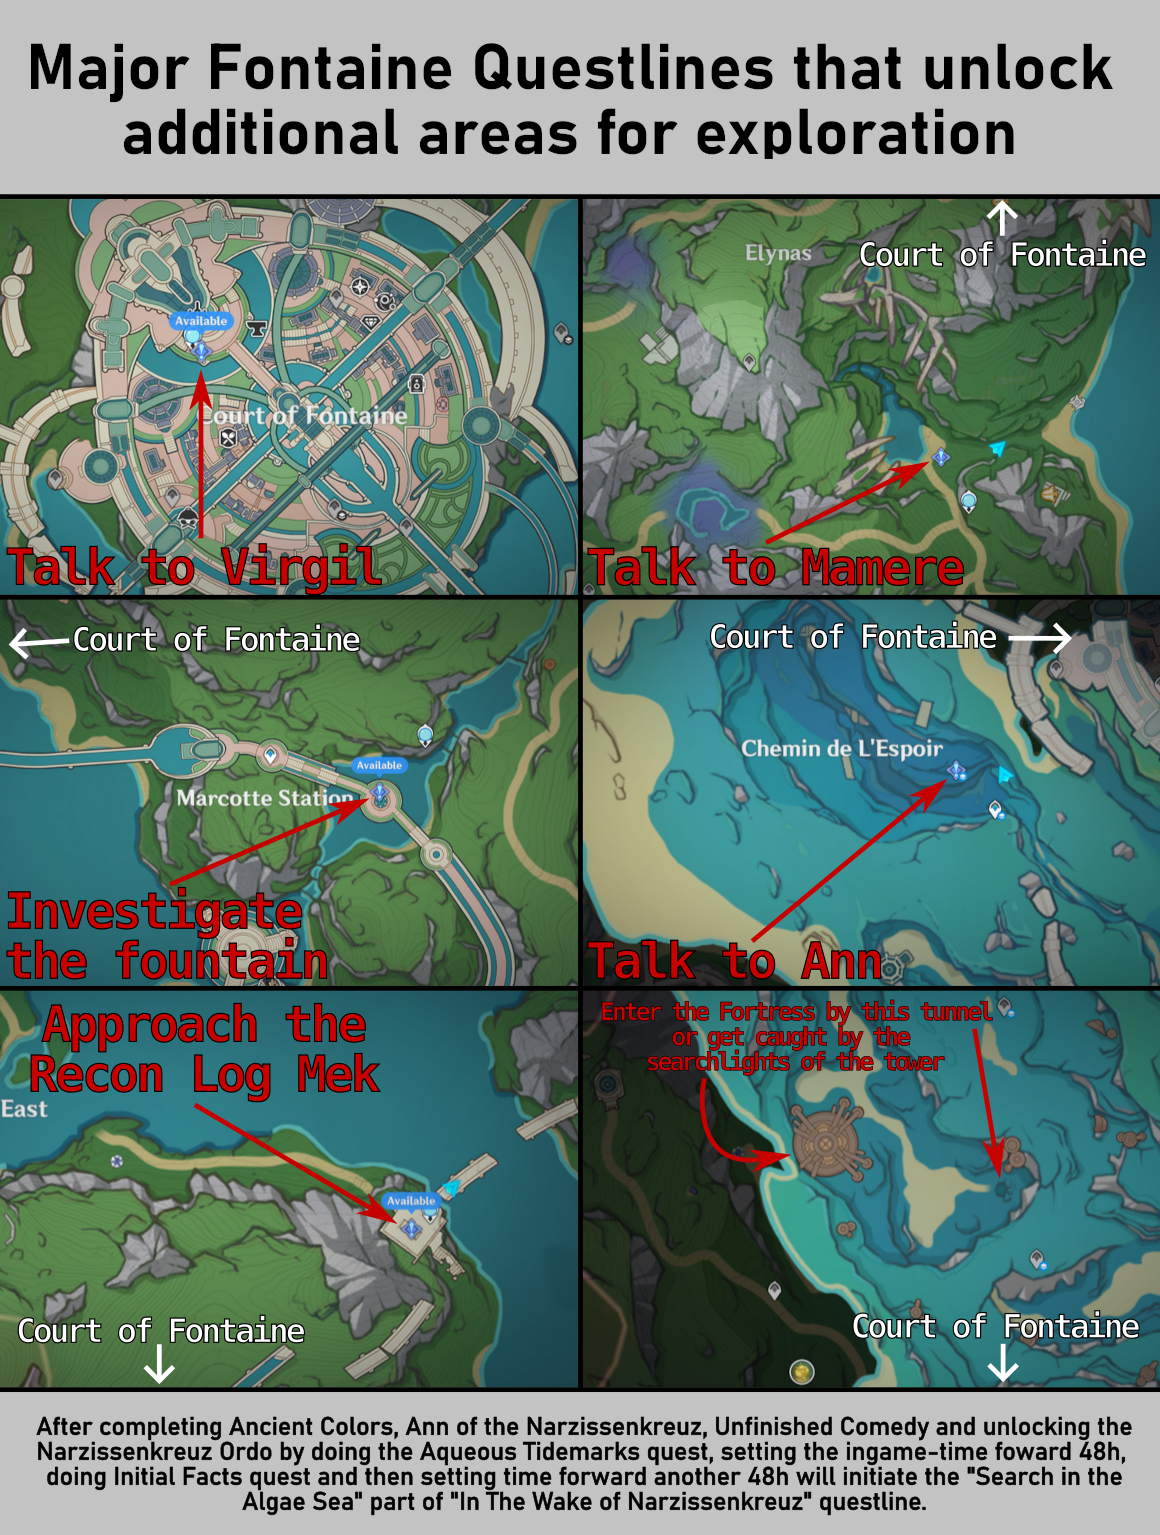 Major Fontaine Questlines that unlock
additional areas for exploration
Available
Court of Fontaine
Talk to Virgil
Elynas
Court of Fontaine
Talk to Mamere
Court of Fontaine
Available
Marcotte Station
Investigate
the fountain
Court of Fontaine
Chemin de L'Espoir
Talk to Ann
Approach the
Recon Log Mek
East
Available
Court of Fontaine
Enter the Fortress by this tunnel
or get caught by the
searchlights of the tower
Court of Fontaine
After completing Ancient Colors, Ann of the Narzissenkreuz, Unfinished Comedy and unlocking the
Narzissenkreuz Ordo by doing the Aqueous Tidemarks quest, setting the ingame-time foward 48h,
doing Initial Facts quest and then setting time forward another 48h will initiate the "Search in the
Algae Sea" part of "In The Wake of Narzissenkreuz" questline.